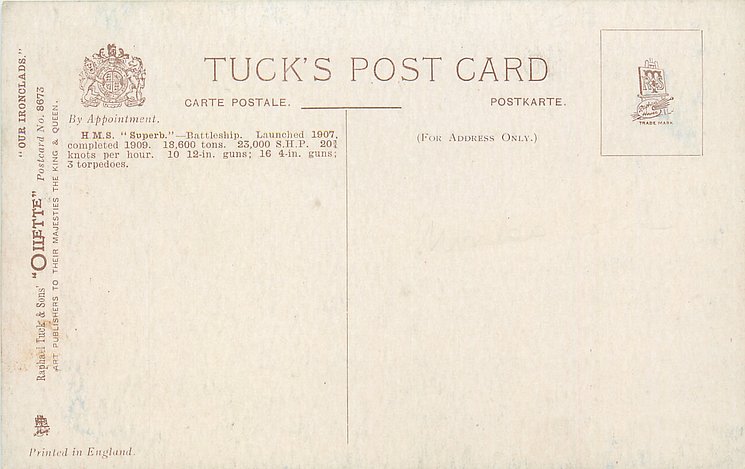 TUCK'S POST CARD
CARTE POSTALE.
POSTKARTE.
By Appointment.
(FOR ADDRESS ONLY.)
H M.S. "Superb."—Battleship. Launched 1907,
completed 1909. 18,600 tons. 23,000 S.H.P. 20¾
knots per hour. 10 12-in. guns; 16 4-in. guns;
3 torpedoes.
TRADE MARK
"OUR IRONCLADS."
Raphael Tuck & Sons' "OILETTE" Postcard No. 8673
ART PUBLISHERS TO THEIR MAJESTIES THE KING & QUEEN.
Printed in England.